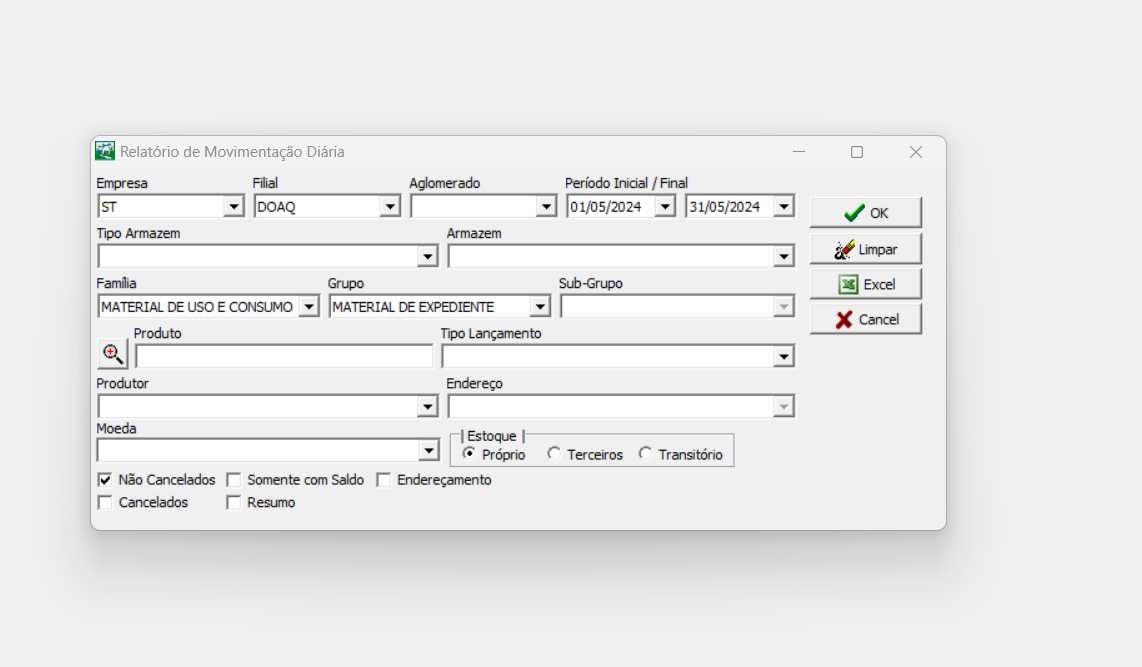 Relatório de Movimentação Diária
Empresa Filial Aglomerado Período Inicial / Final
ST DOAQ 01/05/2024 31/05/2024
OK
Tipo Armazem Armazem
Limpar
Família Grupo Sub-Grupo
Excel
MATERIAL DE USO E CONSUMO MATERIAL DE EXPEDIENTE
Cancel
Produto Tipo Lançamento
Produtor Endereço
Moeda
| Estoque |
Próprio Terceiros Transitório
Não Cancelados Somente com Saldo Endereçamento
Cancelados Resumo